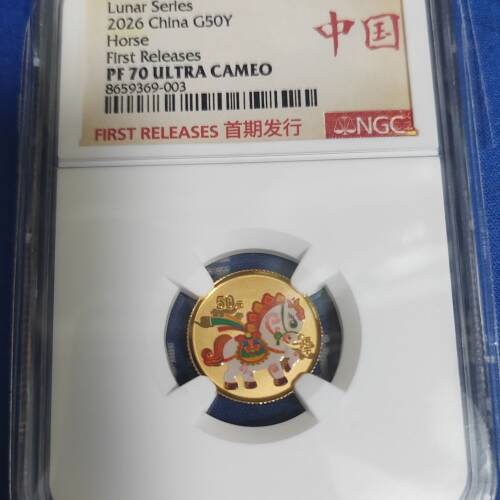 Lunar Series
2026 China G50Y
Horse
First Releases
PF 70 ULTRA CAMEO
8659369-003
中国
FIRST RELEASES 首期发行
NGC
50元